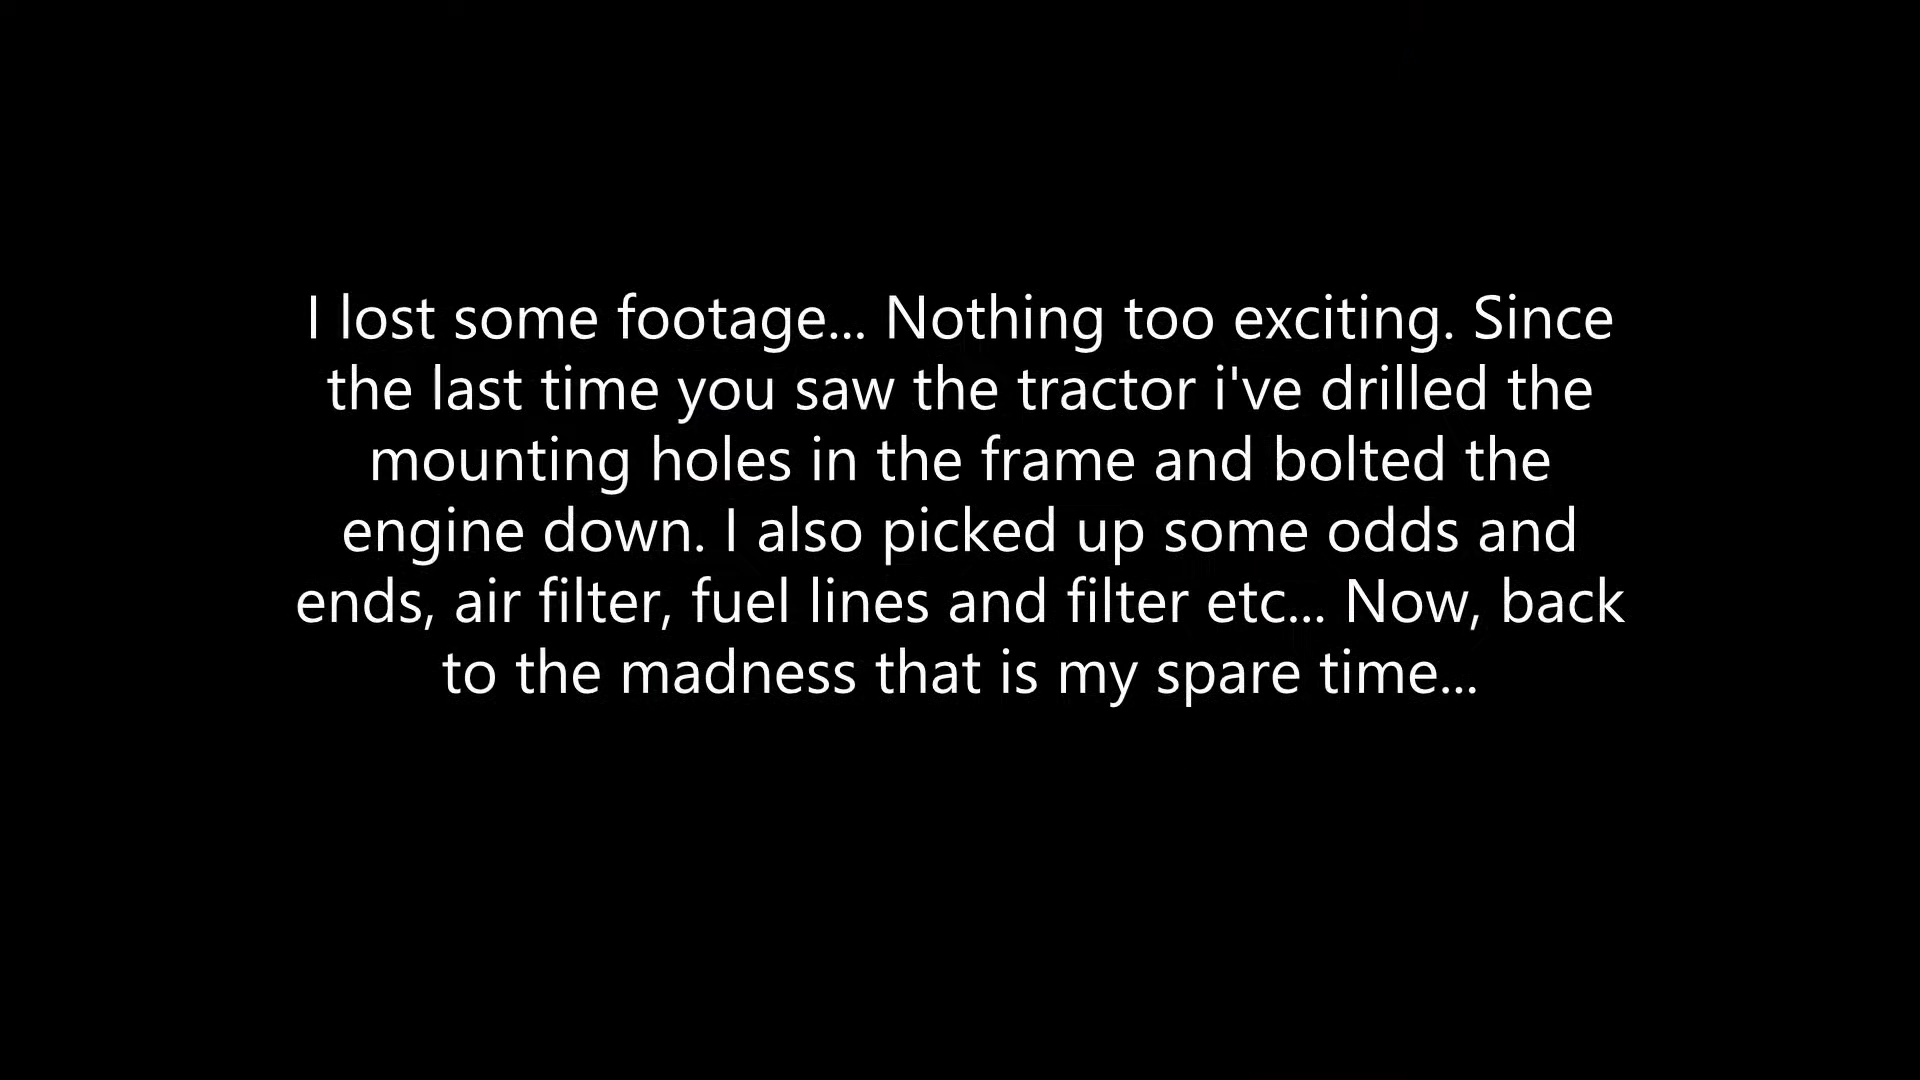 I lost some footage... Nothing too exciting. Since
the last time you saw the tractor i've drilled the
mounting holes in the frame and bolted the
engine down. I also picked up some odds and
ends, air filter, fuel lines and filter etc... Now, back
to the madness that is my spare time...